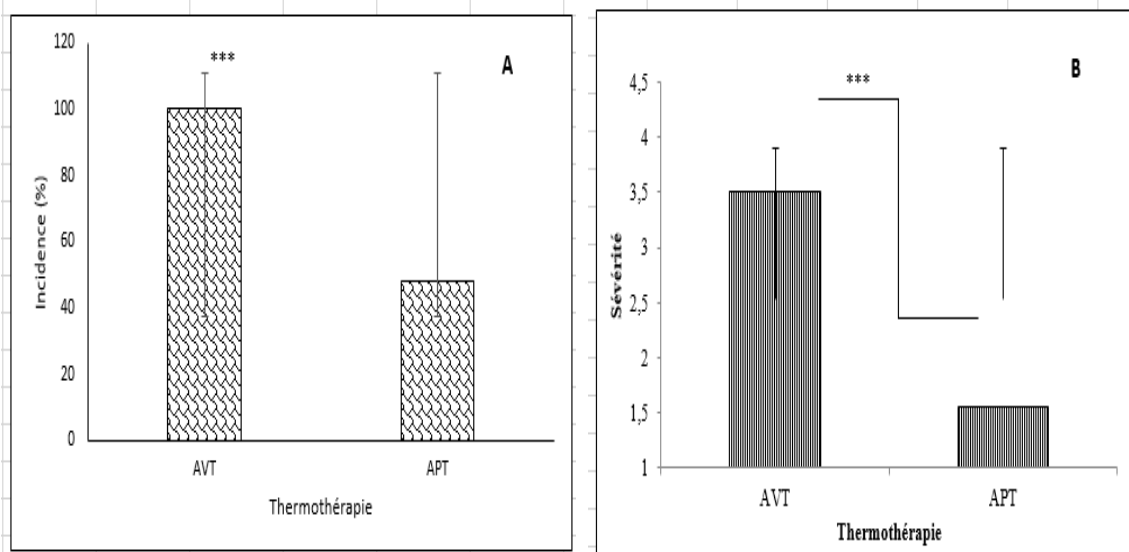 A
***
120
100
80
60
40
20
0
Incidence (%)
AVT
APT
Thermothérapie
B
***
4,5
4
3,5
3
2,5
2
1,5
1
Sévérité
AVT
APT
Thermothérapie